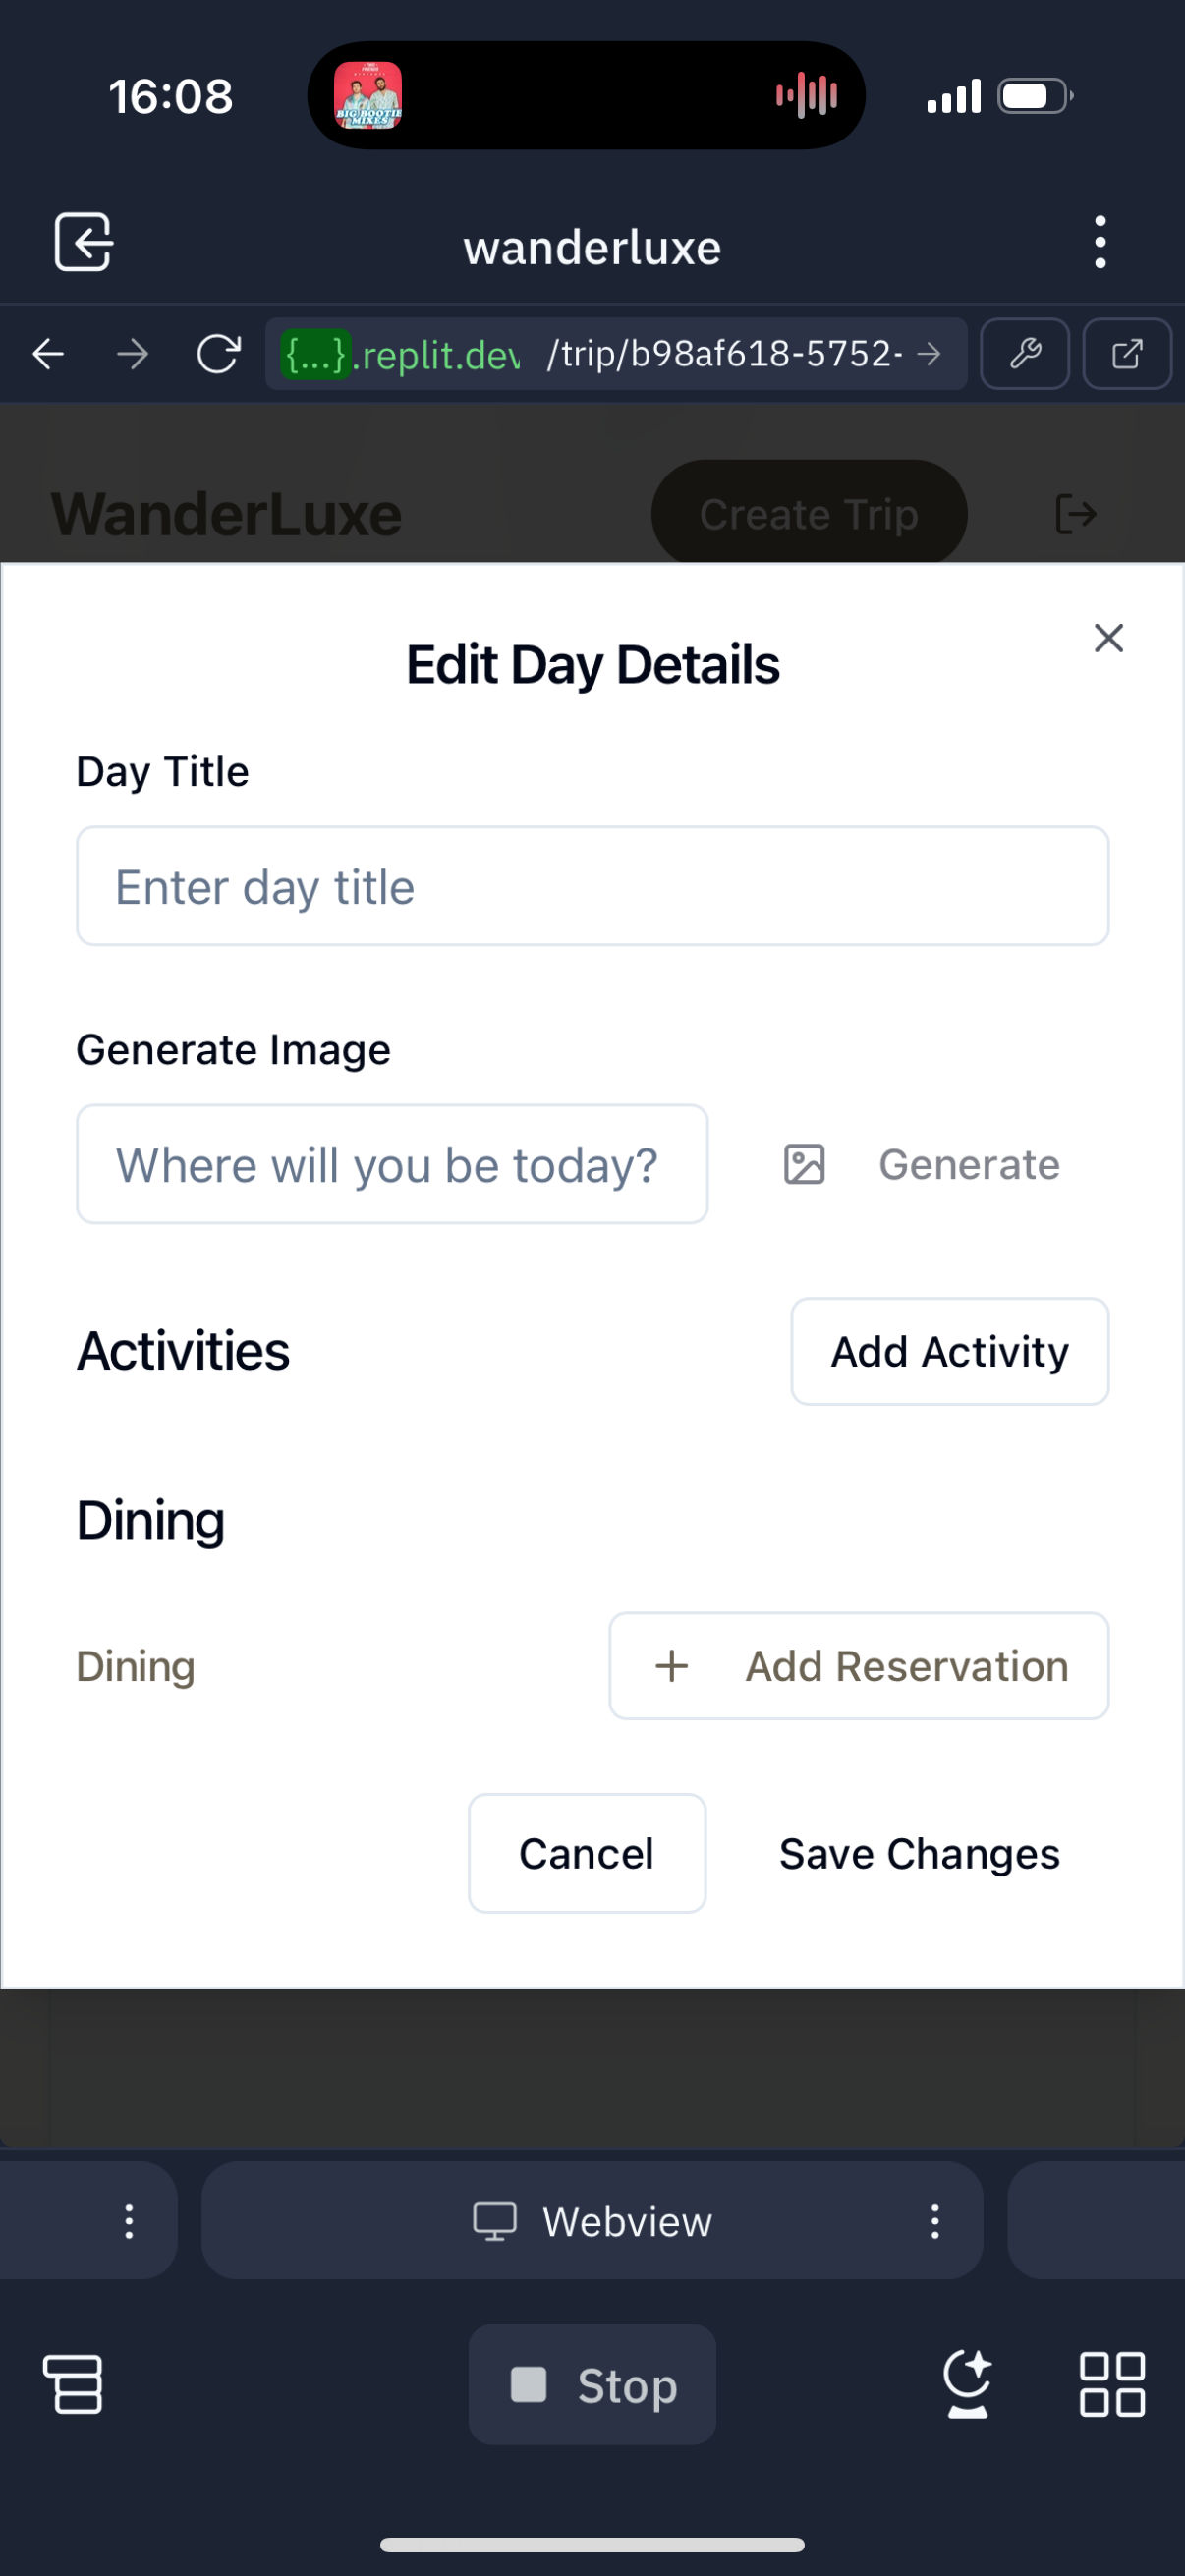 16:08
BIG BOOTIE
MIXES
wanderluxe
{...}.replit.dev /trip/b98af618-5752-
WanderLuxe
Create Trip
Edit Day Details
Day Title
Enter day title
Generate Image
Where will you be today?
Generate
Activities
Add Activity
Dining
Dining
+ Add Reservation
Cancel
Save Changes
Webview
Stop